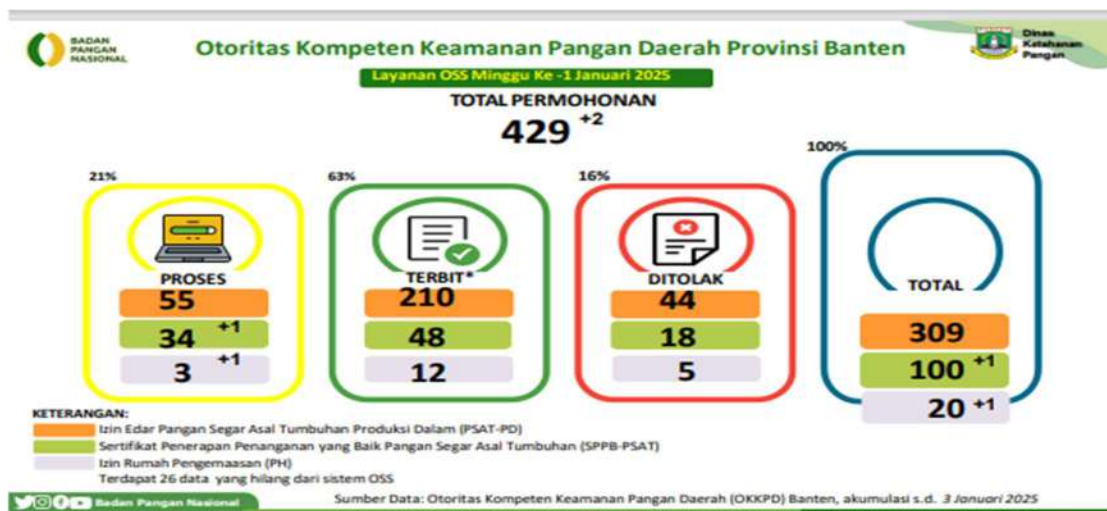 BADAN
PANGAN
NASIONAL
Otoritas Kompeten Keamanan Pangan Daerah Provinsi Banten
Dinas
Ketahanan
Pangan
Layanan OSS Minggu Ke -1 Januari 2025
TOTAL PERMOHONAN
429 +2
21%
63%
16%
100%
PROSES
55
34 +1
3 +1
TERBIT*
210
48
12
DITOLAK
44
18
5
TOTAL
309
100 +1
20 +1
KETERANGAN:
Izin Edar Pangan Segar Asal Tumbuhan Produksi Dalam (PSAT-PD)
Sertifikat Penerapan Penanganan yang Baik Pangan Segar Asal Tumbuhan (SPPB-PSAT)
Izin Rumah Pengemaasan (PH)
Terdapat 26 data yang hilang dari sistem OSS
Badan Pangan Nasional
Sumber Data: Otoritas Kompeten Keamanan Pangan Daerah (OKKPD) Banten, akumulasi s.d. 3 Januari 2025